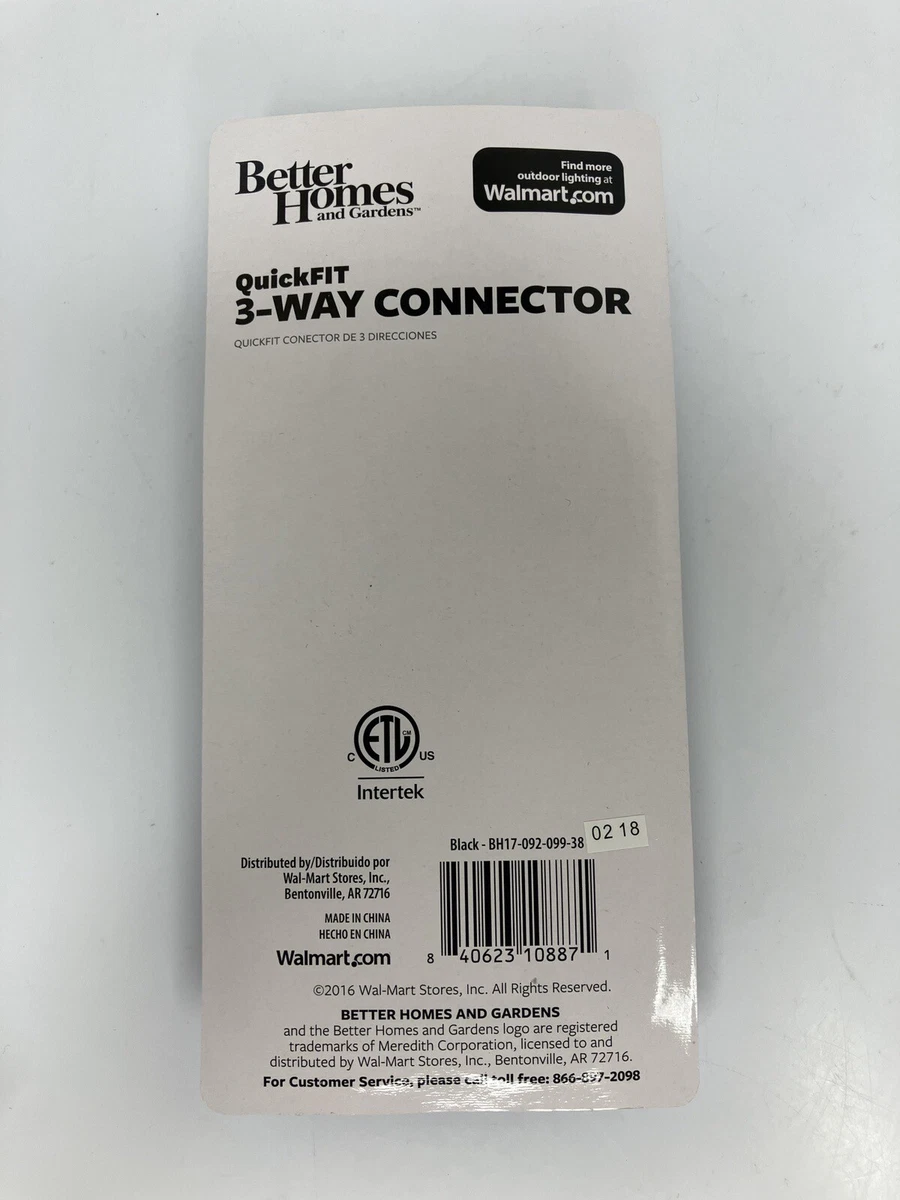 Better
Homes
and Gardens™
Find more
outdoor lighting at
Walmart.com
QuickFIT
3-WAY CONNECTOR
QUICKFIT CONECTOR DE 3 DIRECCIONES
ETL CM
C US
LISTED
Intertek
Black - BH17-092-099-38
02 18
Distributed by/Distribuido por
Wal-Mart Stores, Inc.,
Bentonville, AR 72716
MADE IN CHINA
HECHO EN CHINA
Walmart.com
8 40623 10887 1
©2016 Wal-Mart Stores, Inc. All Rights Reserved.
BETTER HOMES AND GARDENS
and the Better Homes and Gardens logo are registered
trademarks of Meredith Corporation, licensed to and
distributed by Wal-Mart Stores, Inc., Bentonville, AR 72716.
For Customer Service, please call toll free: 866-897-2098